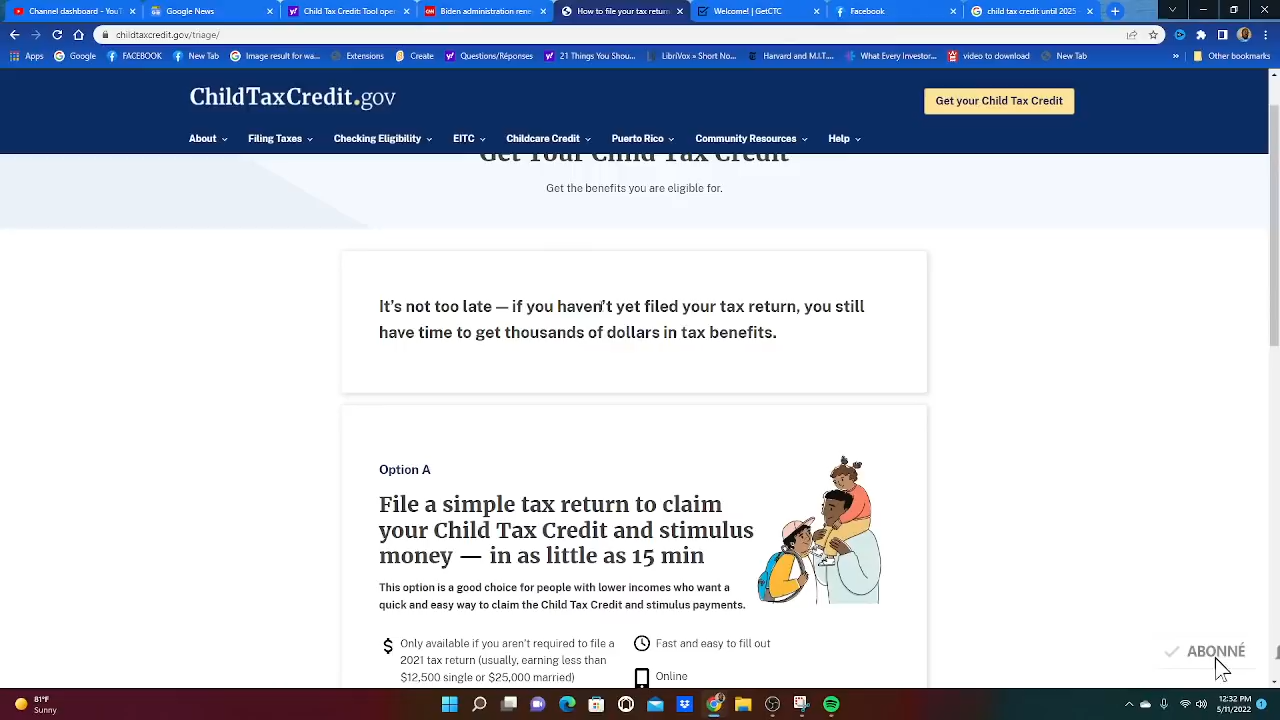 Channel dashboard - YouT
Google News
Child Tax Credit: Tool ope
Biden administration rene
How to file your tax return
Welcome! | GetCTC
Facebook
child tax credit until 2025
childtaxcredit.gov/triage/
Apps
Google
FACEBOOK
New Tab
Image result for wa...
Extensions
Create
Questions/Réponses
21 Things You Shou...
LibriVox » Short No...
Harvard and M.I.T....
What Every Investor...
video to download
New Tab
»
Other bookmarks
ChildTaxCredit.gov
Get your Child Tax Credit
About
Filing Taxes
Checking Eligibility
EITC
Childcare Credit
Puerto Rico
Community Resources
Help
Get Your Child Tax Credit
Get the benefits you are eligible for.
It's not too late — if you haven't yet filed your tax return, you still
have time to get thousands of dollars in tax benefits.
Option A
File a simple tax return to claim
your Child Tax Credit and stimulus
money — in as little as 15 min
This option is a good choice for people with lower incomes who want a
quick and easy way to claim the Child Tax Credit and stimulus payments.
Only available if you aren't required to file a
2021 tax return (usually, earning less than
$12,500 single or $25,000 married)
Fast and easy to fill out
Online
ABONNÉ
81°F
Sunny
12:32 PM